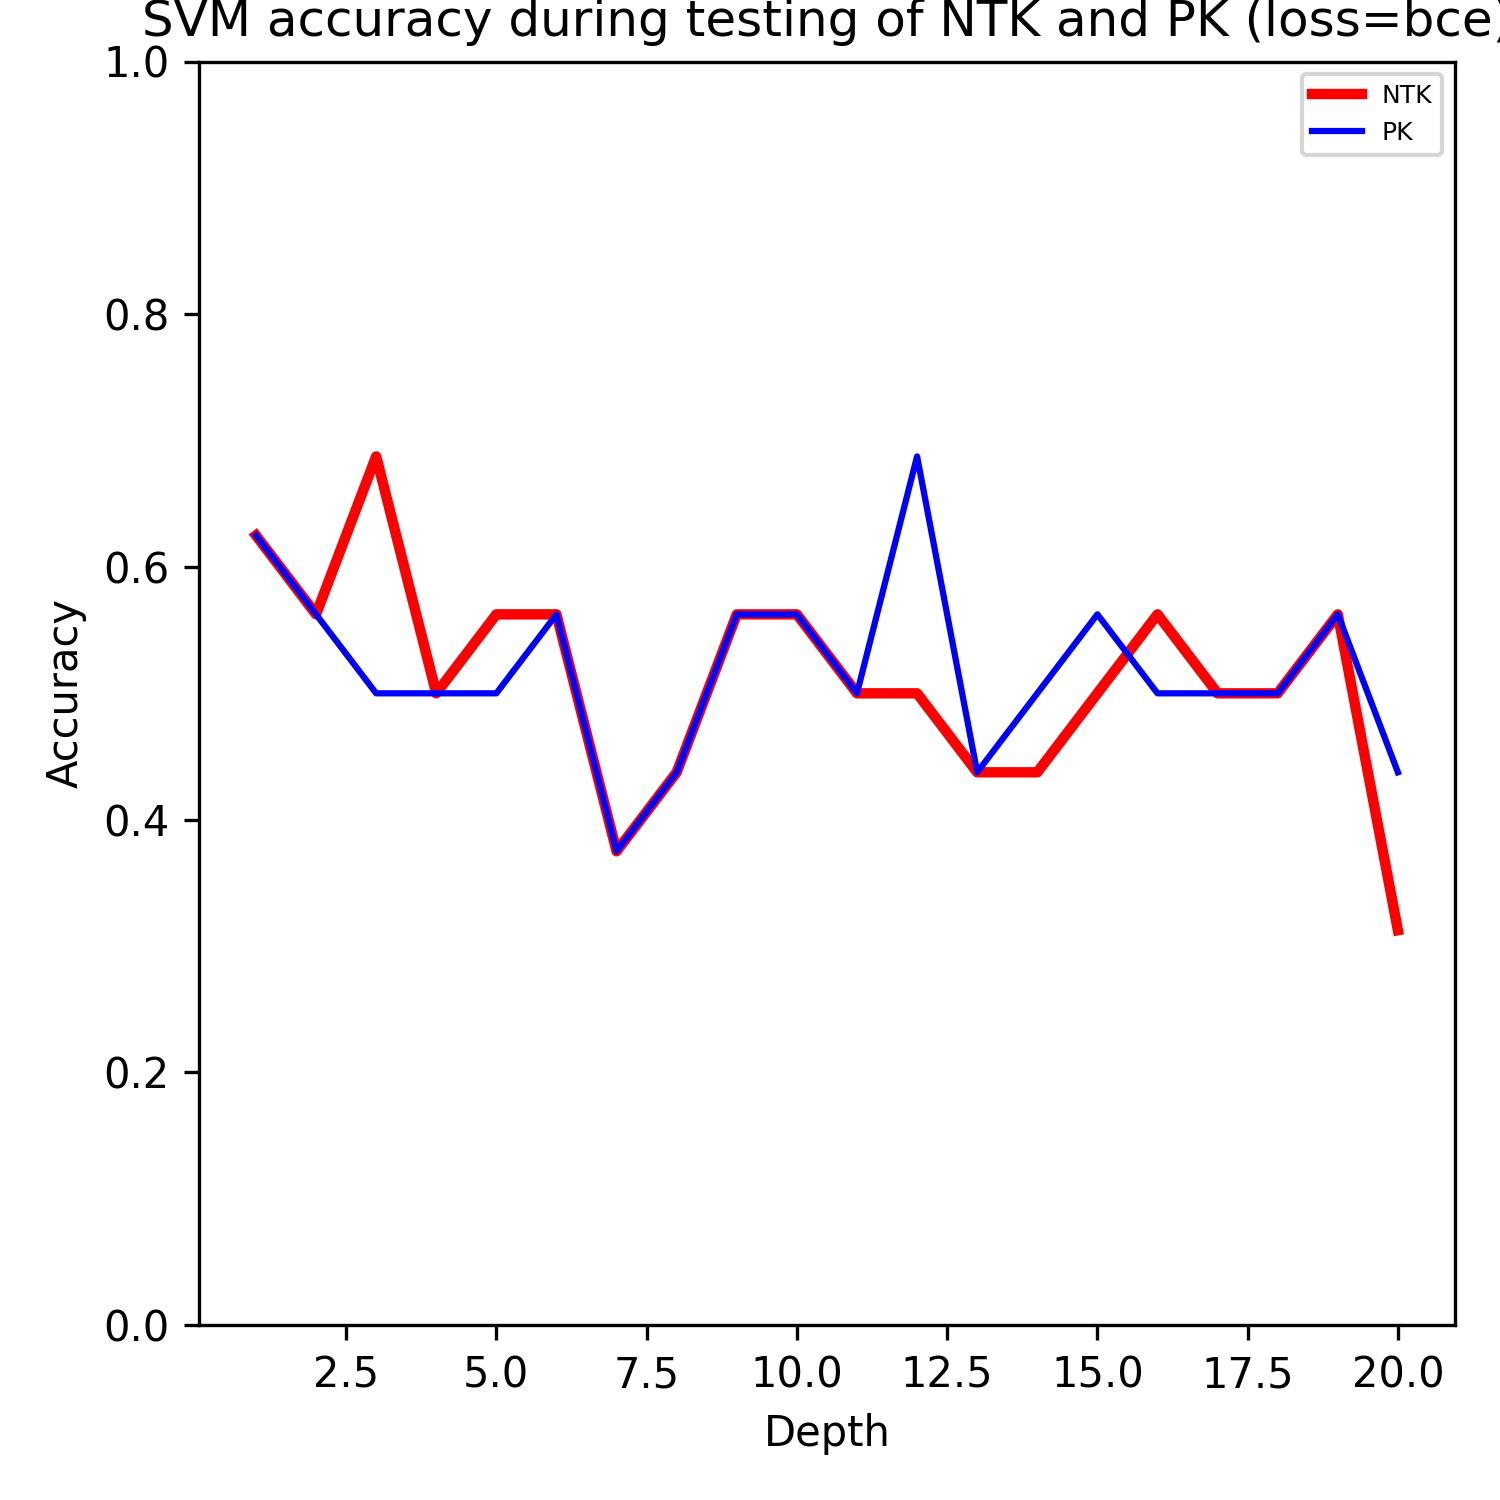 SVM accuracy during testing of NTK and PK (loss=bce)
1.0
NTK
PK
0.8
0.6
Accuracy
0.4
0.2
0.0
2.5 5.0 7.5 10.0 12.5 15.0 17.5 20.0
Depth